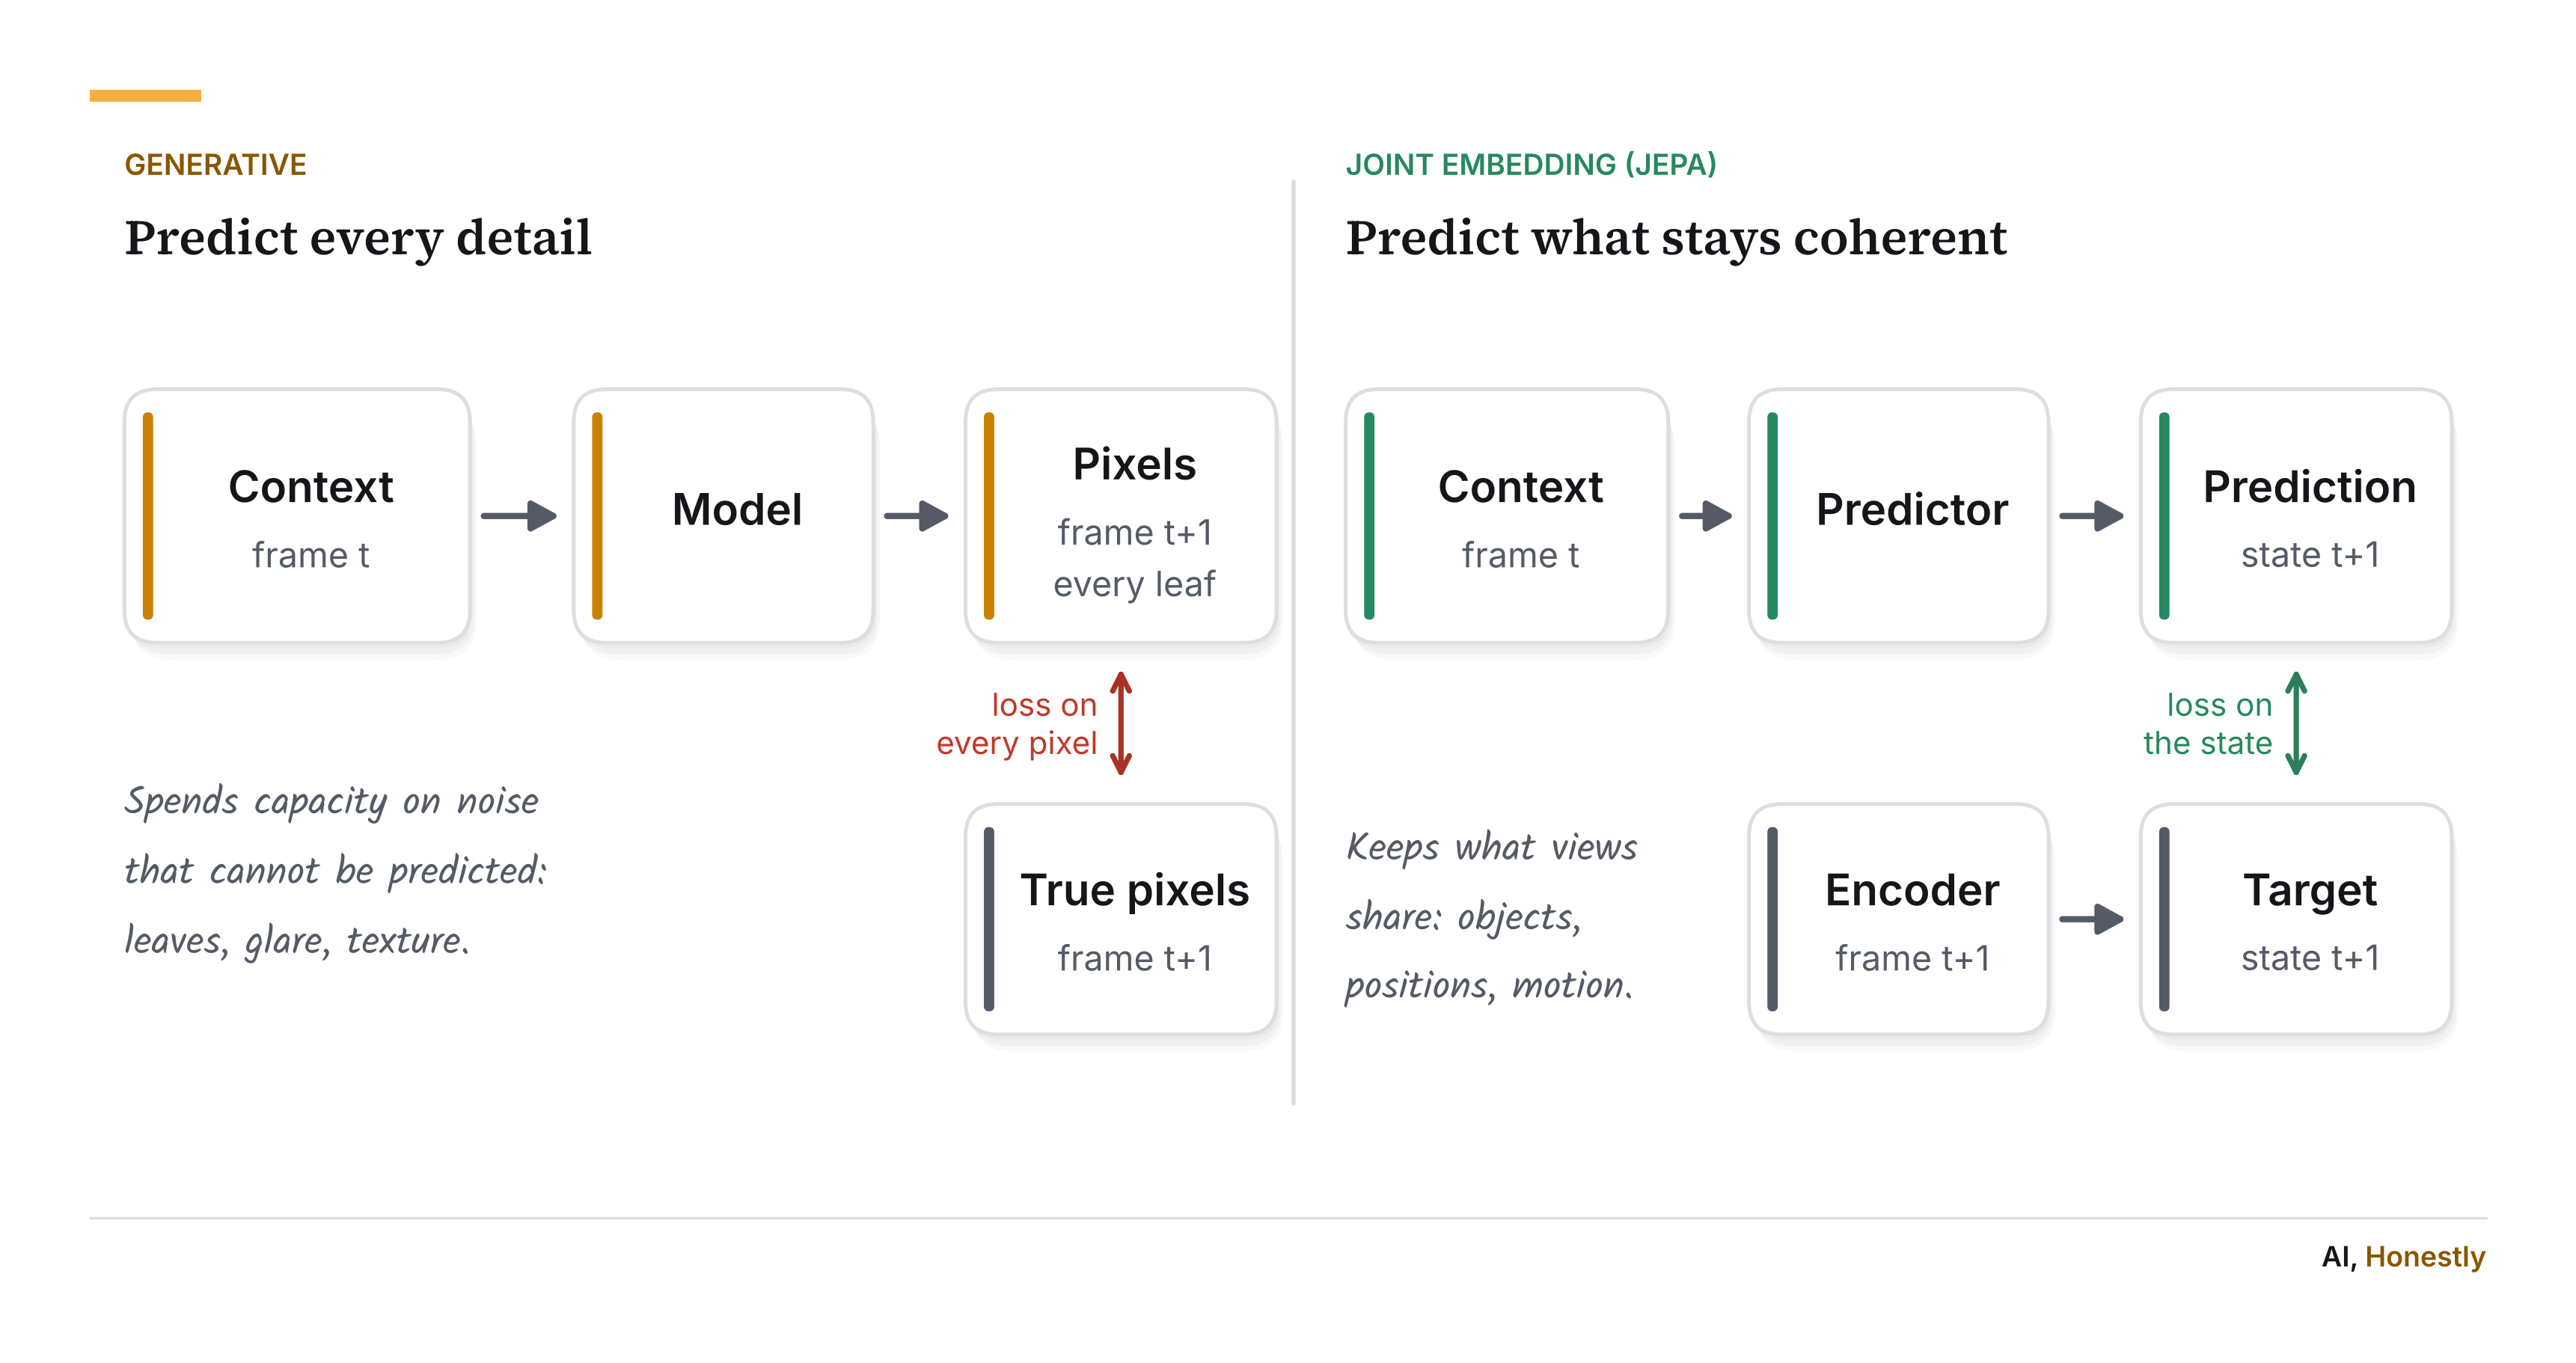 GENERATIVE
Predict every detail
Context
frame t
Model
Pixels
frame t+1
every leaf
loss on
every pixel
True pixels
frame t+1
Spends capacity on noise
that cannot be predicted:
leaves, glare, texture.
JOINT EMBEDDING (JEPA)
Predict what stays coherent
Context
frame t
Predictor
Prediction
state t+1
loss on
the state
Keeps what views
share: objects,
positions, motion.
Encoder
frame t+1
Target
state t+1
AI, Honestly